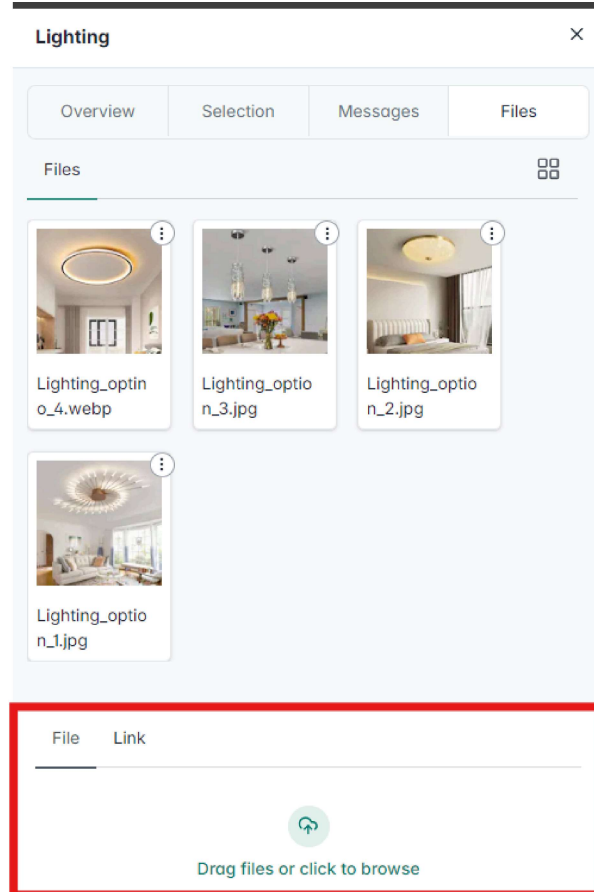 Lighting
Overview
Selection
Messages
Files
Files
Lighting_optin
o_4.webp
Lighting_optio
n_3.jpg
Lighting_optio
n_2.jpg
Lighting_optio
n_1.jpg
File
Link
Drag files or click to browse